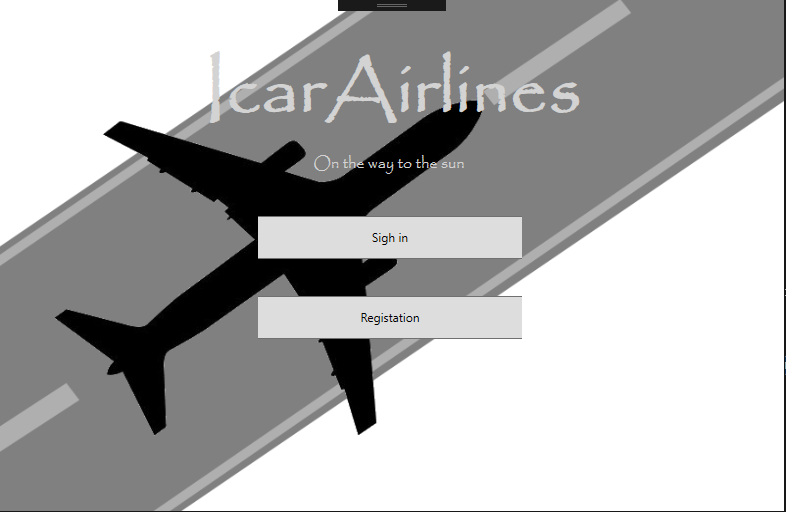 IcarAirlines
On the way to the sun
Sigh in
Registation